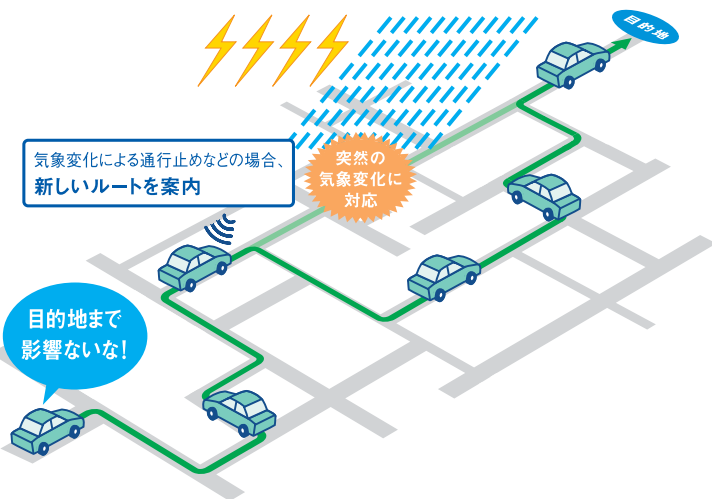 目的地
気象変化による通行止めなどの場合、
新しいルートを案内
突然の
気象変化に
対応
目的地まで
影響ないな!